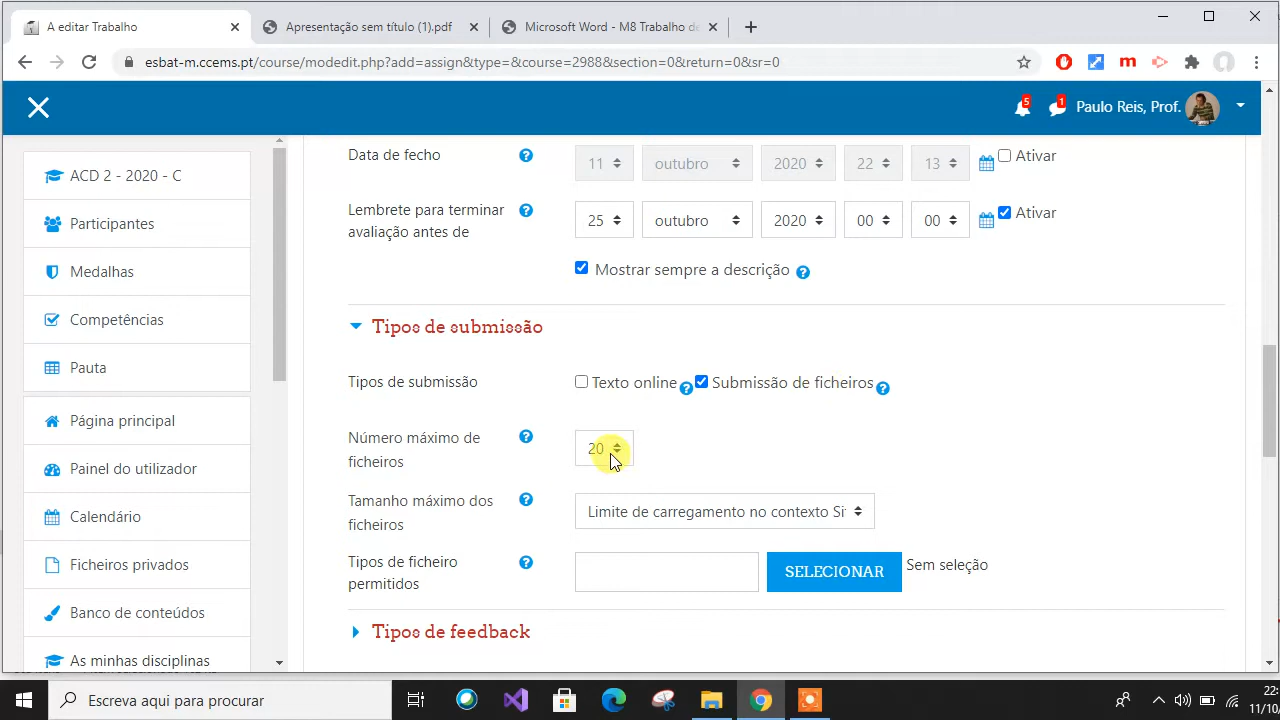 A editar Trabalho
Apresentação sem título (1).pdf
Microsoft Word - M8 Trabalho de
esbat-m.ccems.pt/course/modedit.php?add=assign&type=&course=2988&section=0&return=0&sr=0
5
1
Paulo Reis, Prof.
ACD 2 - 2020 - C
Participantes
Medalhas
Competências
Pauta
Página principal
Painel do utilizador
Calendário
Ficheiros privados
Banco de conteúdos
As minhas disciplinas
Data de fecho
11 outubro 2020 22 13 Ativar
Lembrete para terminar
avaliação antes de
25 outubro 2020 00 00 Ativar
Mostrar sempre a descrição
Tipos de submissão
Tipos de submissão
Texto online Submissão de ficheiros
Número máximo de
ficheiros
20
Tamanho máximo dos
ficheiros
Limite de carregamento no contexto Si
Tipos de ficheiro
permitidos
SELECIONAR Sem seleção
Tipos de feedback
Escreva aqui para procurar
22:
11/10